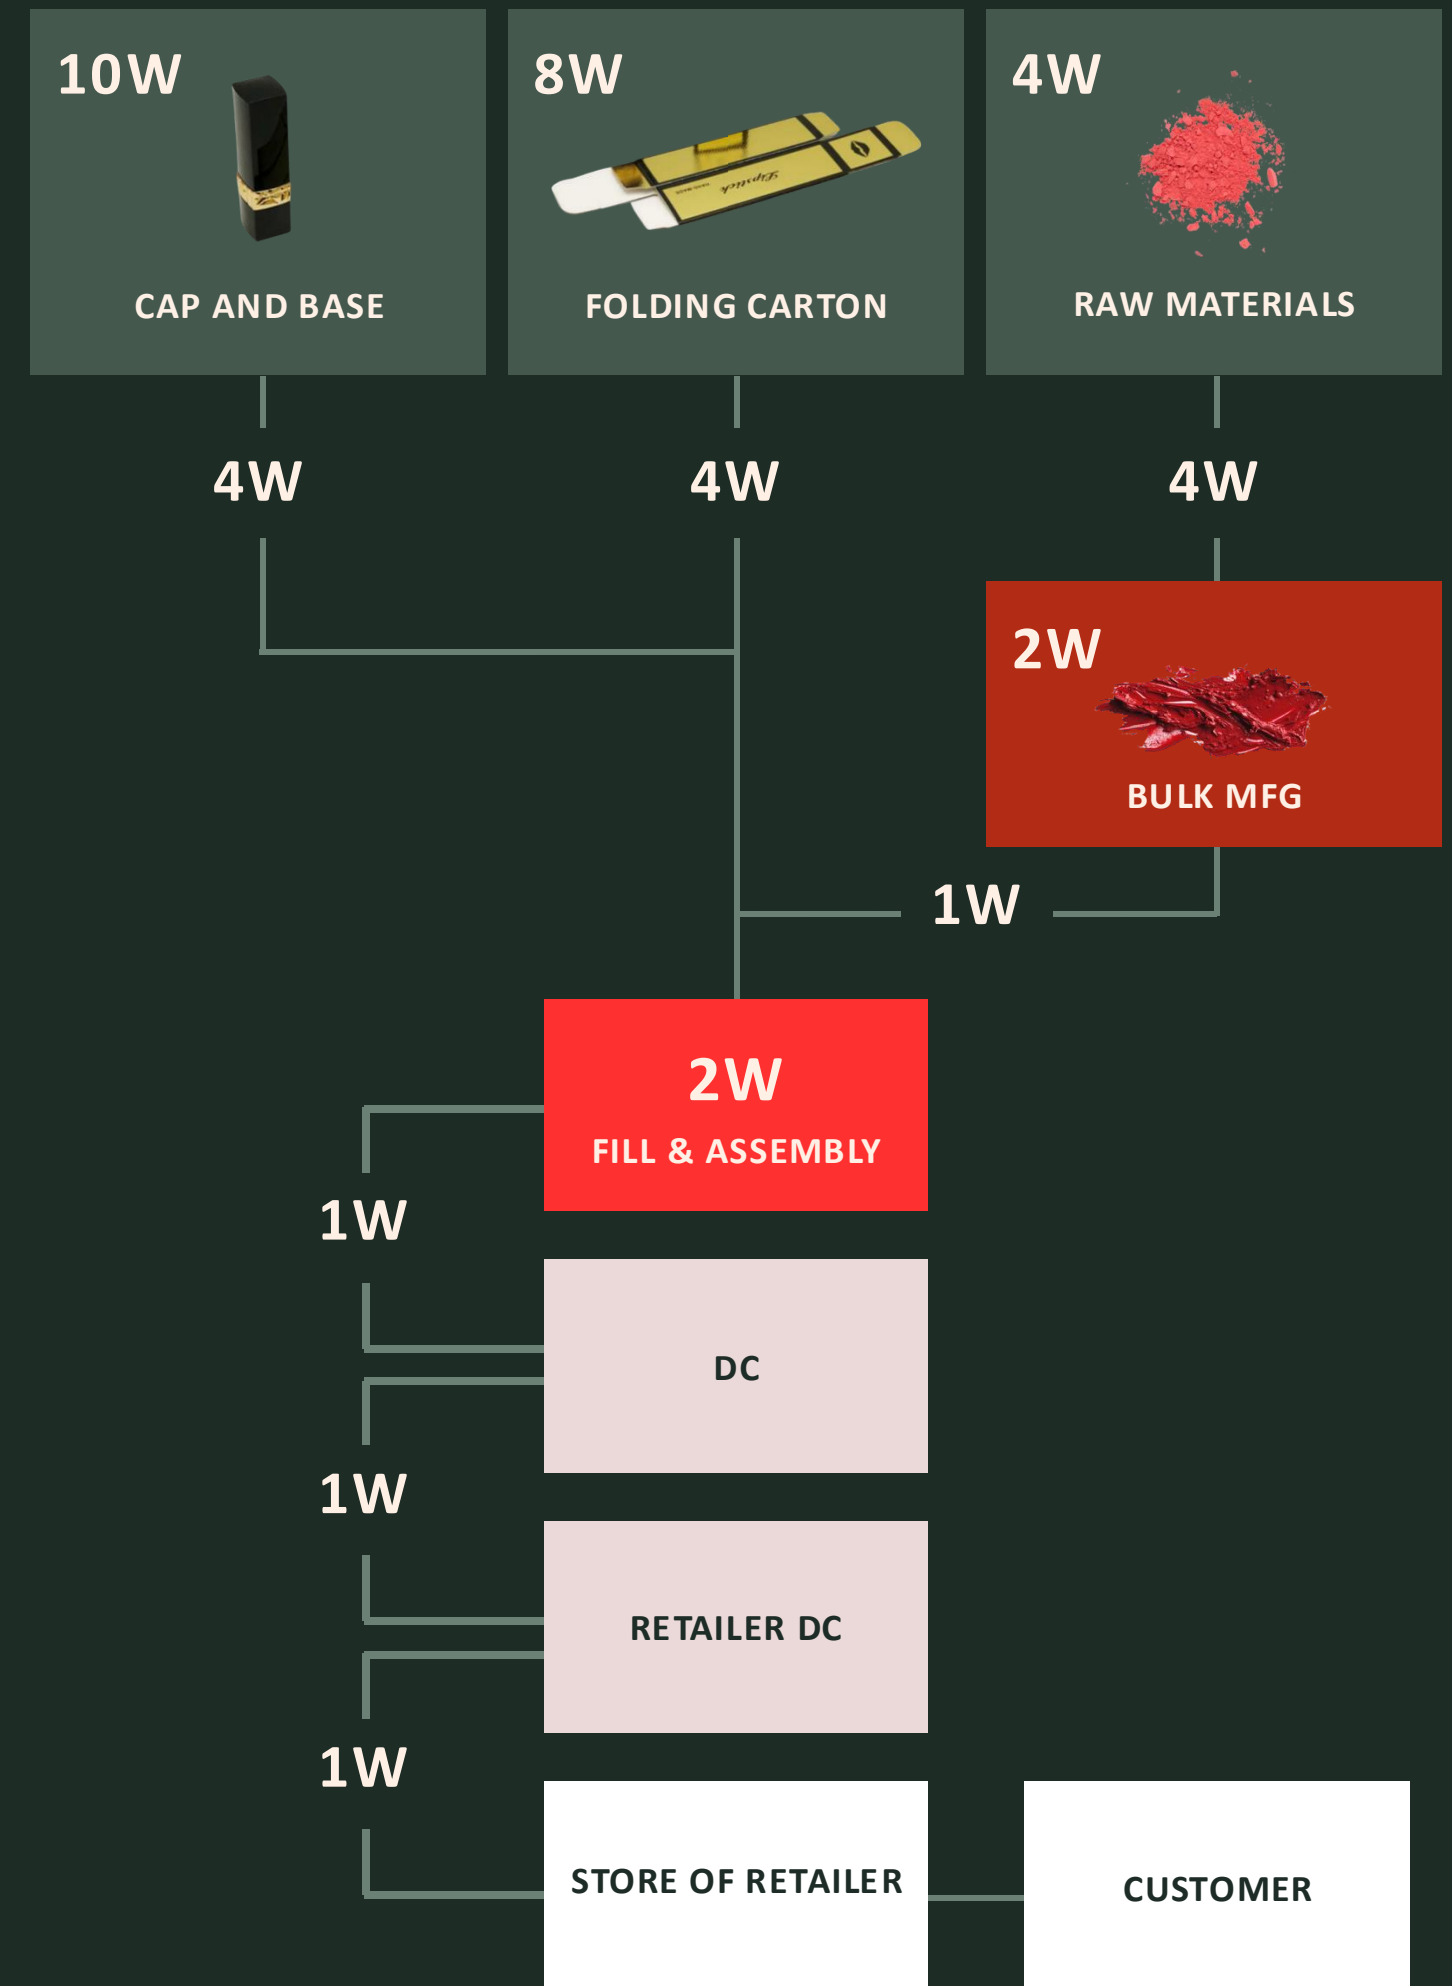 10W
CAP AND BASE
8W
Lipstick
FOLDING CARTON
4W
RAW MATERIALS
4W
4W
4W
2W
BULK MFG
1W
2W
FILL & ASSEMBLY
1W
DC
1W
RETAILER DC
1W
STORE OF RETAILER
CUSTOMER